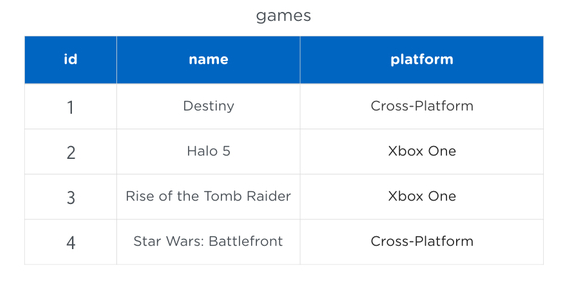 games
id name platform
1 Destiny Cross-Platform
2 Halo 5 Xbox One
3 Rise of the Tomb Raider Xbox One
4 Star Wars: Battlefront Cross-Platform